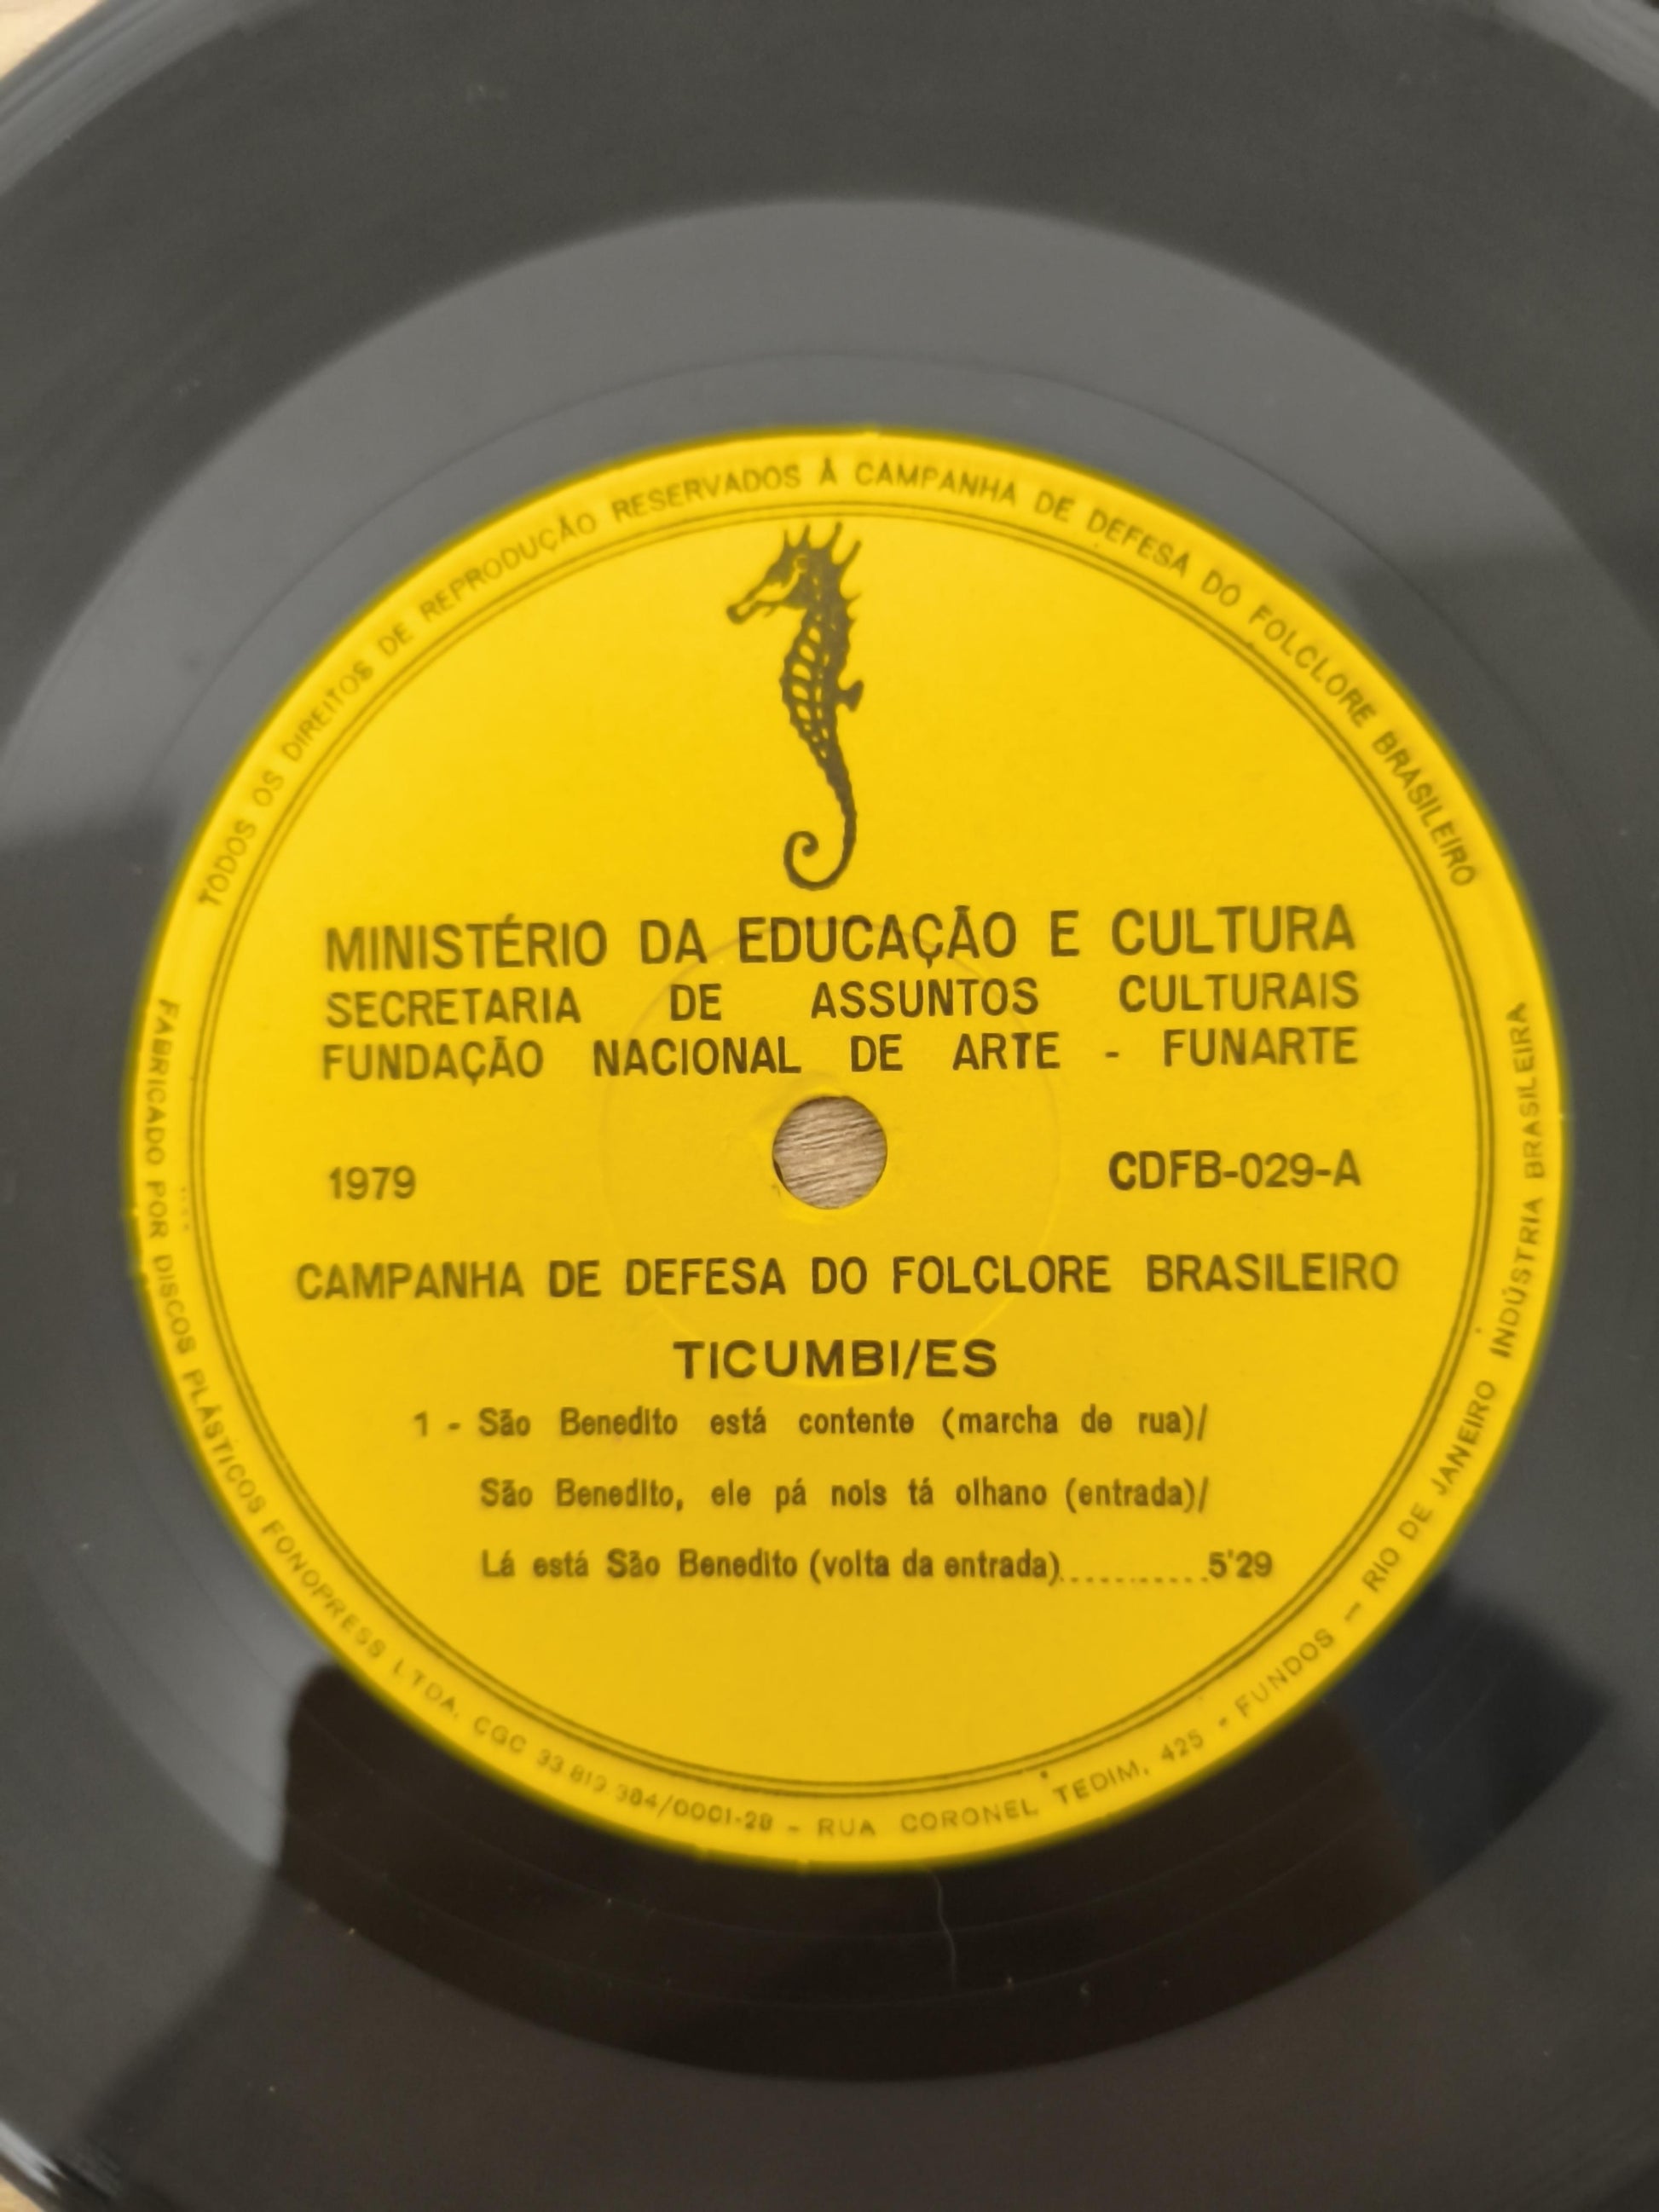 TODOS OS DIREITOS DE REPRODUÇÃO RESERVADOS À CAMPANHA DE DEFESA DO FOLCLORE BRASILEIRO
MINISTÉRIO DA EDUCAÇÃO E CULTURA
SECRETARIA DE ASSUNTOS CULTURAIS
FUNDAÇÃO NACIONAL DE ARTE - FUNARTE
1979 CDFB-029-A
CAMPANHA DE DEFESA DO FOLCLORE BRASILEIRO
TICUMBI/ES
1 - São Benedito está contente (marcha de rua)/
São Benedito, ele pá nois tá olhano (entrada)/
Lá está São Benedito (volta da entrada)...........5'29
FABRICADO POR DISCOS PLÁSTICOS FONOPRESS LTDA. CGC 33 819 384/0001-28 - RUA CORONEL TEDIM, 425 - FUNDOS - RIO DE JANEIRO INDÚSTRIA BRASILEIRA